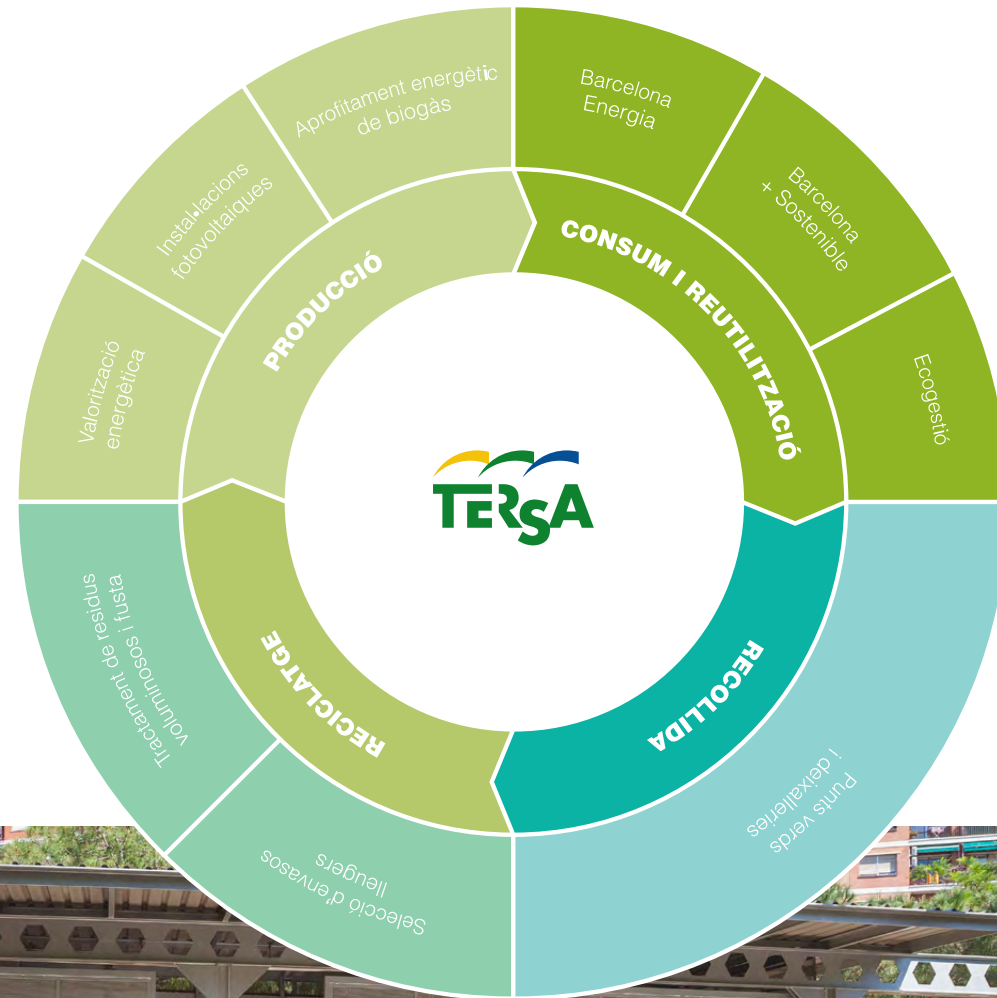 Aprofitament energètic
de biogàs
Barcelona
Energia
Instal·lacions
fotovoltaiques
Barcelona
+ Sostenible
PRODUCCIÓ
CONSUM I REUTILITZACIÓ
Valorització
energètica
Ecogestió
TERSA
Tractament de residus
voluminosos i fusta
RECICLATGE
RECOLLIDA
Punts verds
i deixalleries
Selecció d'envasos
lleugers